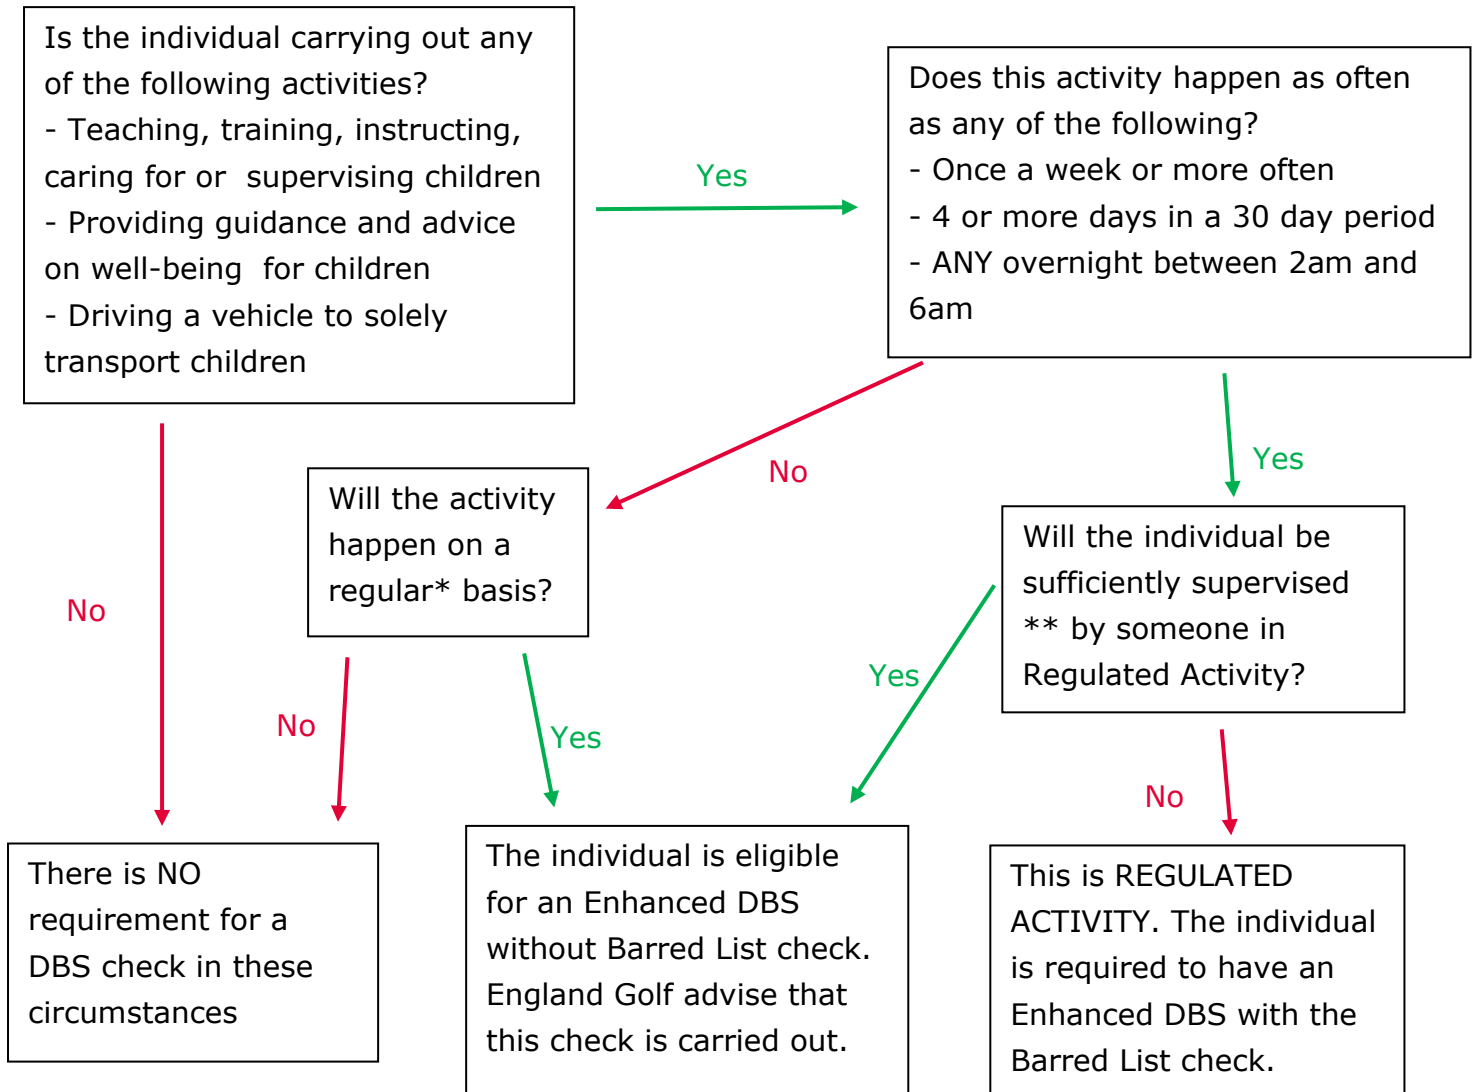 Is the individual carrying out any
of the following activities?
- Teaching, training, instructing,
caring for or  supervising children
- Providing guidance and advice
on well-being  for children
- Driving a vehicle to solely
transport children
Yes
Does this activity happen as often
as any of the following?
- Once a week or more often
- 4 or more days in a 30 day period
- ANY overnight between 2am and
6am
No
No
Yes
Will the activity
happen on a
regular* basis?
Will the individual be
sufficiently supervised
** by someone in
Regulated Activity?
No
Yes
Yes
No
There is NO
requirement for a
DBS check in these
circumstances
The individual is eligible
for an Enhanced DBS
without Barred List check.
England Golf advise that
this check is carried out.
This is REGULATED
ACTIVITY. The individual
is required to have an
Enhanced DBS with the
Barred List check.